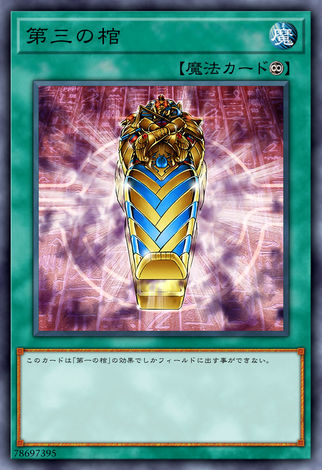 第三の棺
魔
【魔法カード♾】
このカードは「第一の棺」の効果でしかフィールドに出す事ができない。
78697395